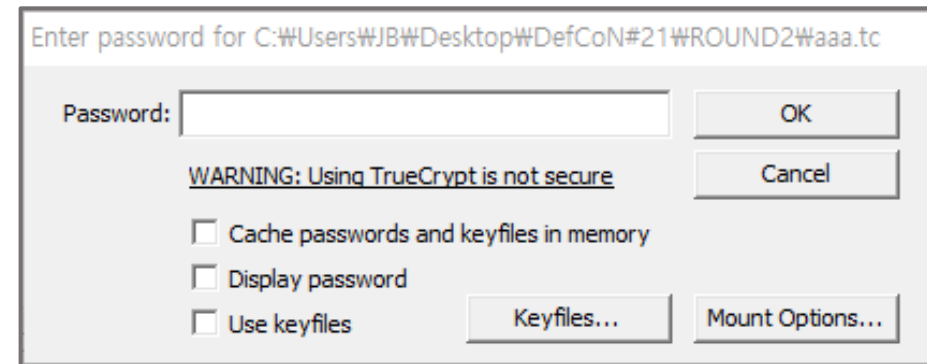 Enter password for C:₩Users₩JB₩Desktop₩DefCoN#21₩ROUND2₩aaa.tc
Password:
OK
WARNING: Using TrueCrypt is not secure
Cancel
Cache passwords and keyfiles in memory
Display password
Use keyfiles
Keyfiles...
Mount Options...